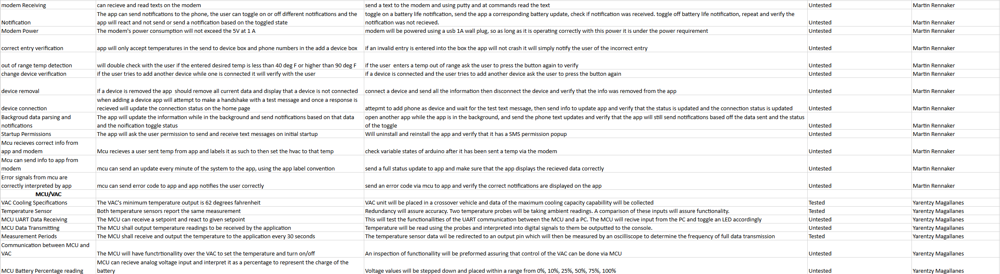 modem Receiving can recieve and read texts on the modem send a text to the modem and using putty and at commands read the text Untested Martin Rennaker
The app can send notifications to the phone, the user can toggle on or off different notifications and the toggle on a battery life notification, send the app a corresponding battery update, check if notification was received. toggle off battery life notification, repeat and verify the
Notification app will react and not send or send a notification based on the toggled state notification was not recieved. Untested Martin Rennaker
Modem Power The modem's power consumption will not exceed the 5V at 1 A modem will be powered using a usb 1A wall plug, so as long as it is operating correctly with this power it is under the power requirement Untested Martin Rennaker
correct entry verification app will only accept temperatures in the send to device box and phone numbers in the add a device box if an invalid entry is entered into the box the app will not crash it will simply notify the user of the incorrect entry Untested Martin Rennaker
out of range temp detection will double check with the user if the entered desired temp is less than 40 deg F or higher than 90 deg F if the user enters a temp out of range ask the user to press the button again to verify Untested Martin Rennaker
change device verification if the user tries to add another device while one is connected it will verify with the user if a device is connected and the user tries to add another device ask the user to press the button again Untested Martin Rennaker
device removal if a device is removed the app should remove all current data and display that a device is not connected connect a device and send all the information then disconnect the device and verify that the info was removed from the app Untested Martin Rennaker
when adding a device app will attempt to make a handshake with a test message and once a response is
device connection recieved will update the connection status on the home page attepmt to add phone as device and wait for the test text message, then send info to update app and verify that the status is updated and the connection status is updated Untested Martin Rennaker
Backgroud data parsing and The app will update the information while in the background and send notifications based on that data open another app while the app is in the background, and send the phone text updates and verify that the app will still send notifications based off the data sent and the status
notifications and the noification toggle status of the toggle Untested Martin Rennaker
Startup Permissions The app will ask the user permission to send and receive text messages on initial startup Will uninstall and reinstall the app and verify that it has a SMS permission popup Untested Martin Rennaker
Mcu recieves correct info from
app and modem Mcu recieves a user sent temp from app and labels it as such to then set the hvac to that temp check variable states of arduino after it has been sent a temp via the modem Untested Martin Rennaker
Mcu can send info to app from
modem mcu can send an update every minute of the system to the app, using the app label convention send a full status update to app and make sure that the app displays the recieved data correctly Untested Martin Rennaker
Error signals from mcu are
correctly interpreted by app mcu can send error code to app and app notifies the user correctly send an error code via mcu to app and verify the correct notifications are displayed on the app Untested Martin Rennaker
MCU/VAC
VAC Cooling Specifications The VAC's minimum temperature output is 62 degrees fahrenheit VAC unit will be placed in a crossover vehicle and data of the maximum cooling capacity capabillity will be collected Tested Yarentzy Magallanes
Temperature Sensor Both temperature sensors report the same measurement Redundancy will assure accuracy. Two temperature probes will be taking ambient readings. A comparison of these inputs will assure functionality. Tested Yarentzy Magallanes
MCU UART Data Receiving The MCU can receive a setpoint and react to given setpoint This will test the functionallities of the UART communication between the MCU and a PC. The MCU will recive input from the PC and toggle an LED accordingly Untested Yarentzy Magallanes
MCU Data Transmitting The MCU shall output temperature readings to be received by the application Temperature will be read using the probes and interpreted into digital signals to them be outputted to the console. Untested Yarentzy Magallanes
Measurement Periods The MCU shall receive and output the temperature to the application every 30 seconds The temperature sensor data wil be redirected to an output pin which will then be measured by an oscilliscope to determine the frequency of full data transmission Tested Yarentzy Magallanes
Communication between MCU and
VAC The MCU will have functrtionallity over the VAC to set the temperature and turn on/off An inspection of functionallity will be preformed assuring that control of the VAC can be done via MCU Untested Yarentzy Magallanes
MCU can recieve analog voltage input and interpret it as a percentage to represent the charge of the
MCU Battery Percentage reading battery Voltage values will be stepped down and placed within a range from 0%, 10%, 25%, 50%, 75%, 100% Untested Yarentzy Magallanes